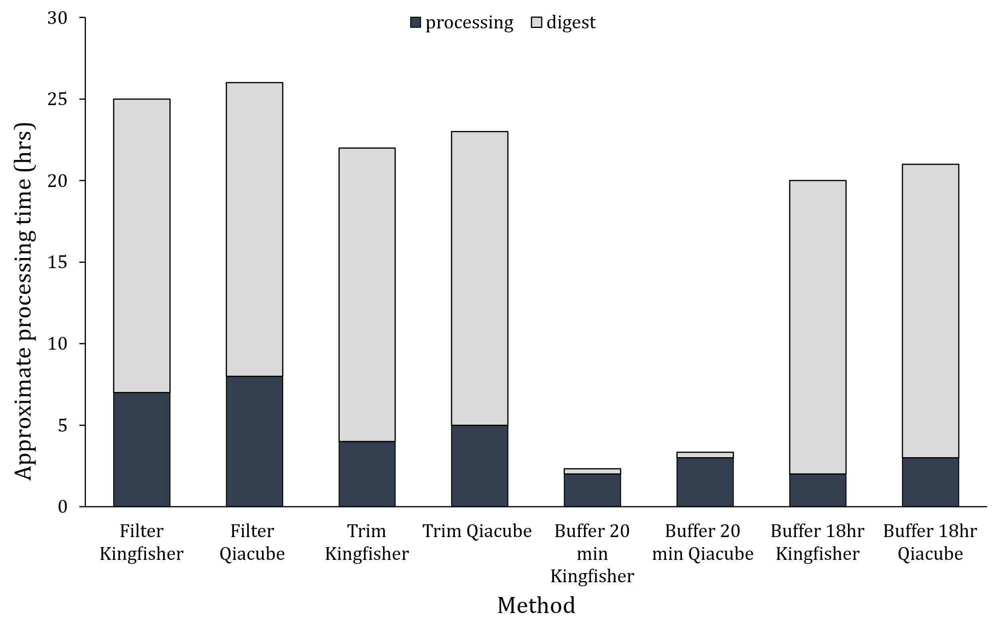 processing
digest
Approximate processing time (hrs)
30
25
20
15
10
5
0
Filter
Kingfisher
Filter
Qiacube
Trim
Kingfisher
Trim Qiacube
Buffer 20
min
Kingfisher
Buffer 20
min Qiacube
Buffer 18hr
Kingfisher
Buffer 18hr
Qiacube
Method